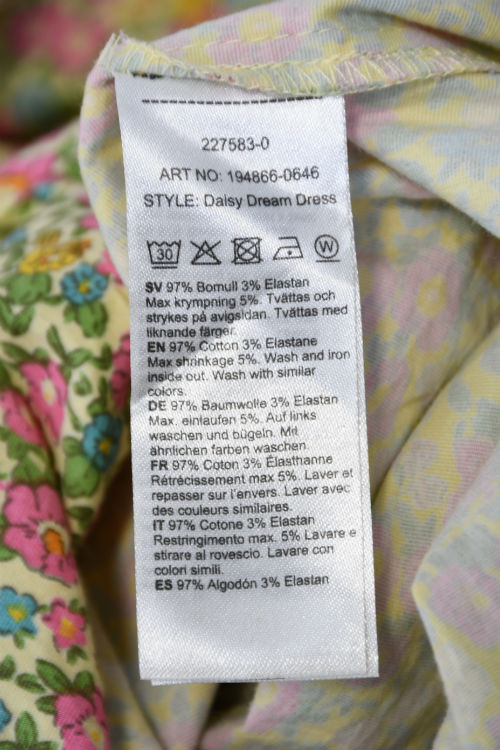 227583-0
ART NO: 194866-0646
STYLE: Daisy Dream Dress
30 W
SV 97% Bomull 3% Elastan
Max krympning 5%. Tvättas och
strykes på avigsidan. Tvättas med
liknande färger.
EN 97% Cotton 3% Elastane
Max shrinkage 5%. Wash and iron
inside out. Wash with similar
colors.
DE 97% Baumwolle 3% Elastan
Max. einlaufen 5%. Auf links
waschen und bügeln. Mit
ähnlichen farben waschen.
FR 97% Coton 3% Élasthanne
Rétrécissement max 5%. Laver et
repasser sur l'envers. Laver avec
des couleurs similaires.
IT 97% Cotone 3% Elastan
Restringimento max. 5% Lavare e
stirare al rovescio. Lavare con
colori simili.
ES 97% Algodón 3% Elastan